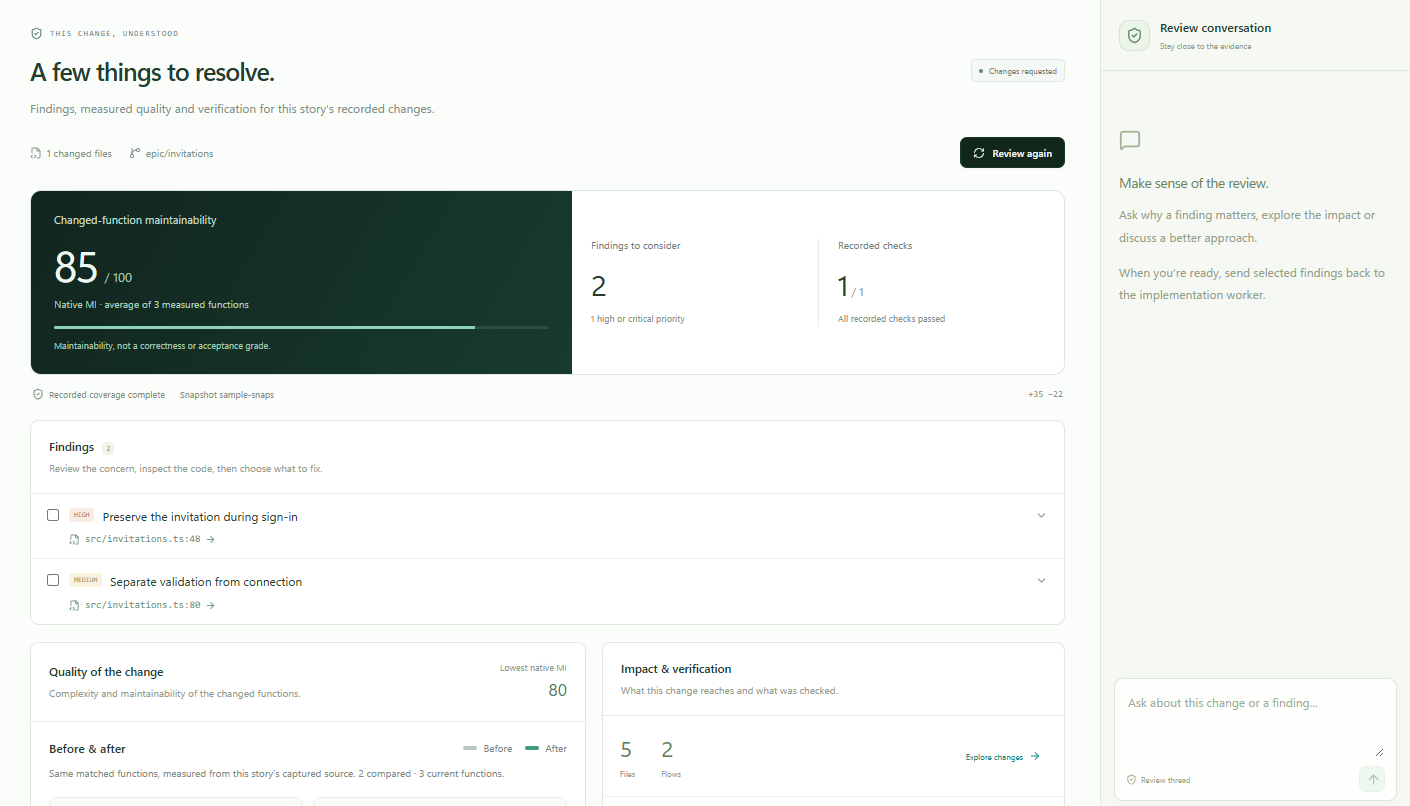 THIS CHANGE, UNDERSTOOD
A few things to resolve.
Changes requested
Findings, measured quality and verification for this story's recorded changes.
1 changed files
epic/invitations
Review again
Changed-function maintainability
85 / 100
Native MI · average of 3 measured functions
Maintainability, not a correctness or acceptance grade.
Findings to consider
2
1 high or critical priority
Recorded checks
1 / 1
All recorded checks passed
Recorded coverage complete
Snapshot sample-snaps
+35 −22
Findings 2
Review the concern, inspect the code, then choose what to fix.
HIGH Preserve the invitation during sign-in
src/invitations.ts:48 →
MEDIUM Separate validation from connection
src/invitations.ts:80 →
Quality of the change
Complexity and maintainability of the changed functions.
Lowest native MI
80
Before & after
Before
After
Same matched functions, measured from this story's captured source. 2 compared · 3 current functions.
Impact & verification
What this change reaches and what was checked.
5
Files
2
Flows
Explore changes →
Review conversation
Stay close to the evidence
Make sense of the review.
Ask why a finding matters, explore the impact or
discuss a better approach.
When you're ready, send selected findings back to
the implementation worker.
Ask about this change or a finding...
Review thread